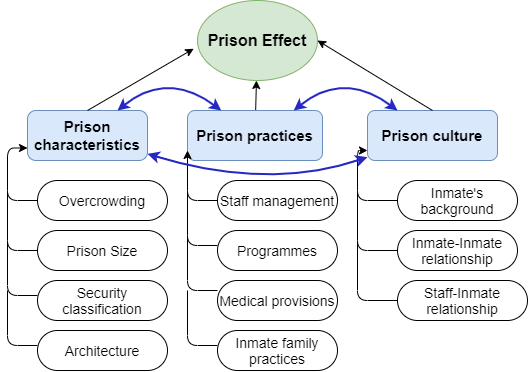 Prison Effect
Prison
characteristics
Prison practices
Prison culture
Overcrowding
Prison Size
Security
classification
Architecture
Staff management
Programmes
Medical provisions
Inmate family
practices
Inmate's
background
Inmate-Inmate
relationship
Staff-Inmate
relationship